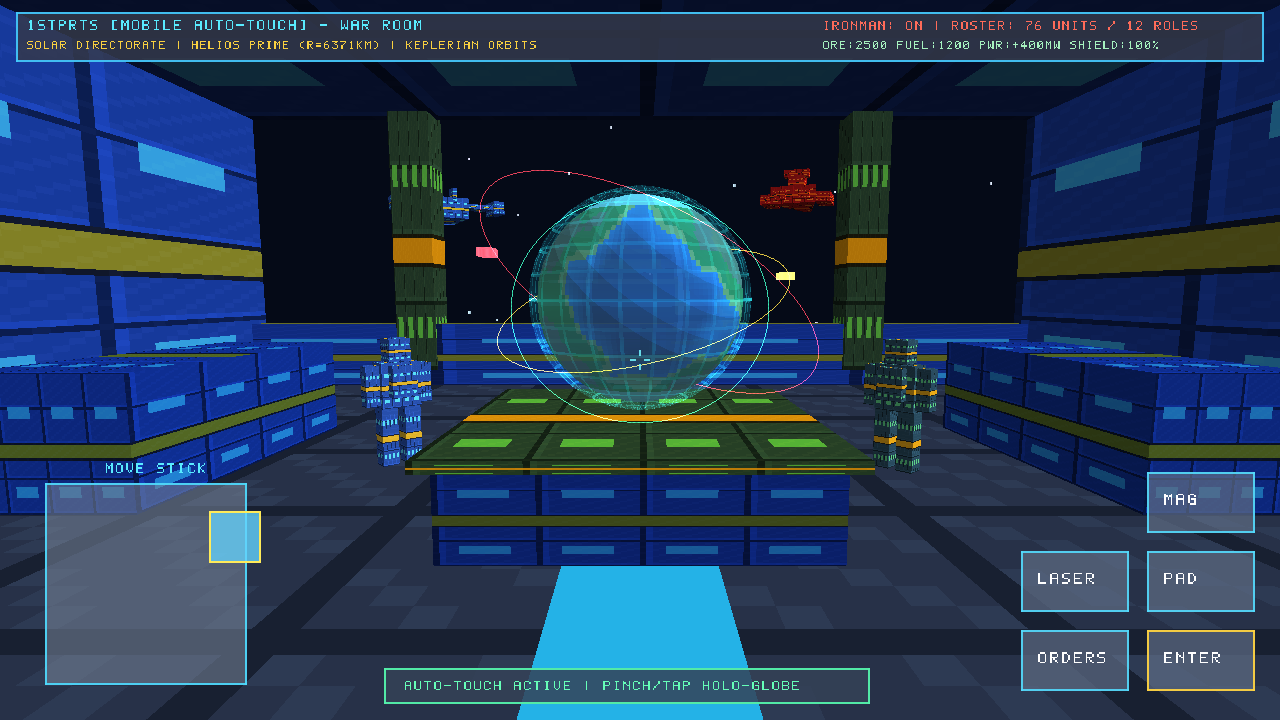 1STPRTS [MOBILE AUTO-TOUCH] - WAR ROOM
IRONMAN: ON | ROSTER: 76 UNITS / 12 ROLES
SOLAR DIRECTORATE | HELIOS PRIME (R=6371KM) | KEPLERIAN ORBITS
ORE:2500 FUEL:1200 PWR:+400MW SHIELD:100%
MOVE STICK
MAG
LASER
PAD
ORDERS
ENTER
AUTO-TOUCH ACTIVE | PINCH/TAP HOLO-GLOBE